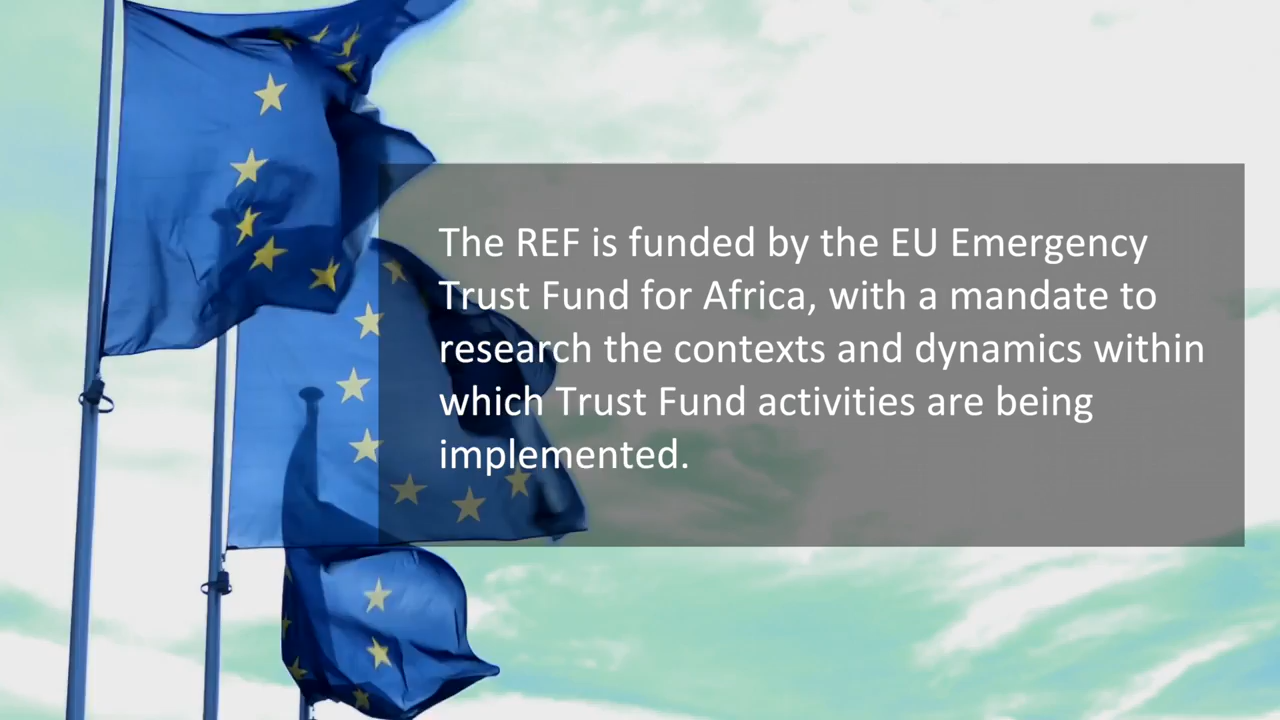 The REF is funded by the EU Emergency
Trust Fund for Africa, with a mandate to
research the contexts and dynamics within
which Trust Fund activities are being
implemented.